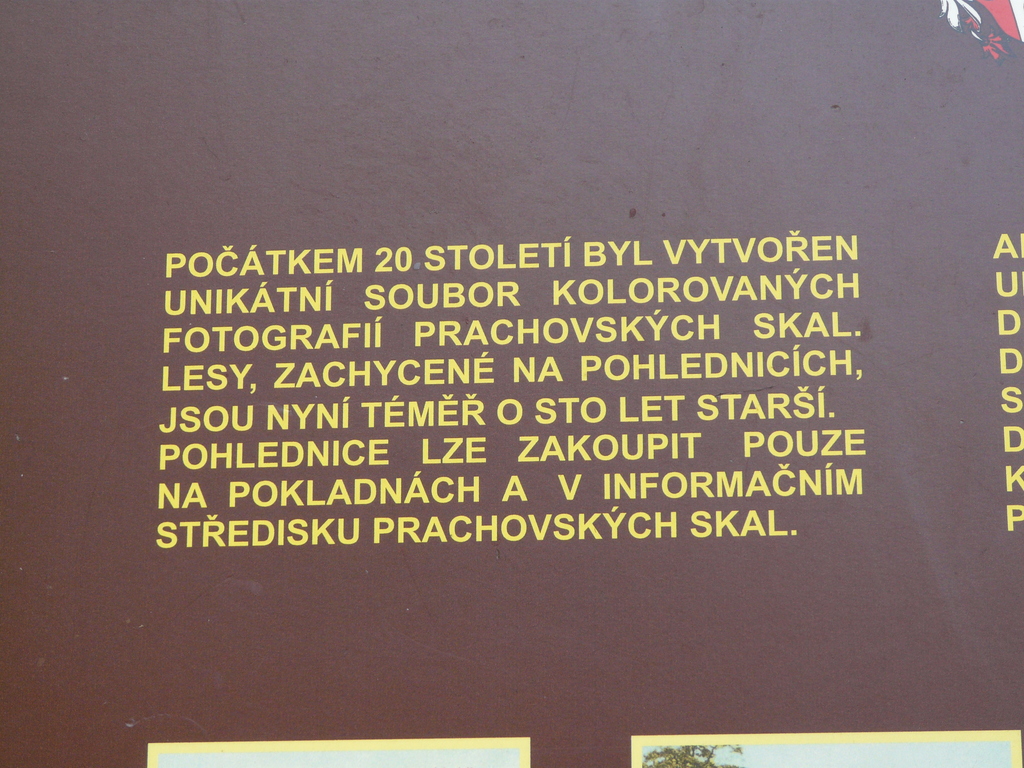 POČÁTKEM 20 STOLETÍ BYL VYTVOŘEN
UNIKÁTNÍ SOUBOR KOLOROVANÝCH
FOTOGRAFIÍ PRACHOVSKÝCH SKAL.
LESY, ZACHYCENÉ NA POHLEDNICÍCH,
JSOU NYNÍ TÉMĚŘ O STO LET STARŠÍ.
POHLEDNICE LZE ZAKOUPIT POUZE
NA POKLADNÁCH A V INFORMAČNÍM
STŘEDISKU PRACHOVSKÝCH SKAL.